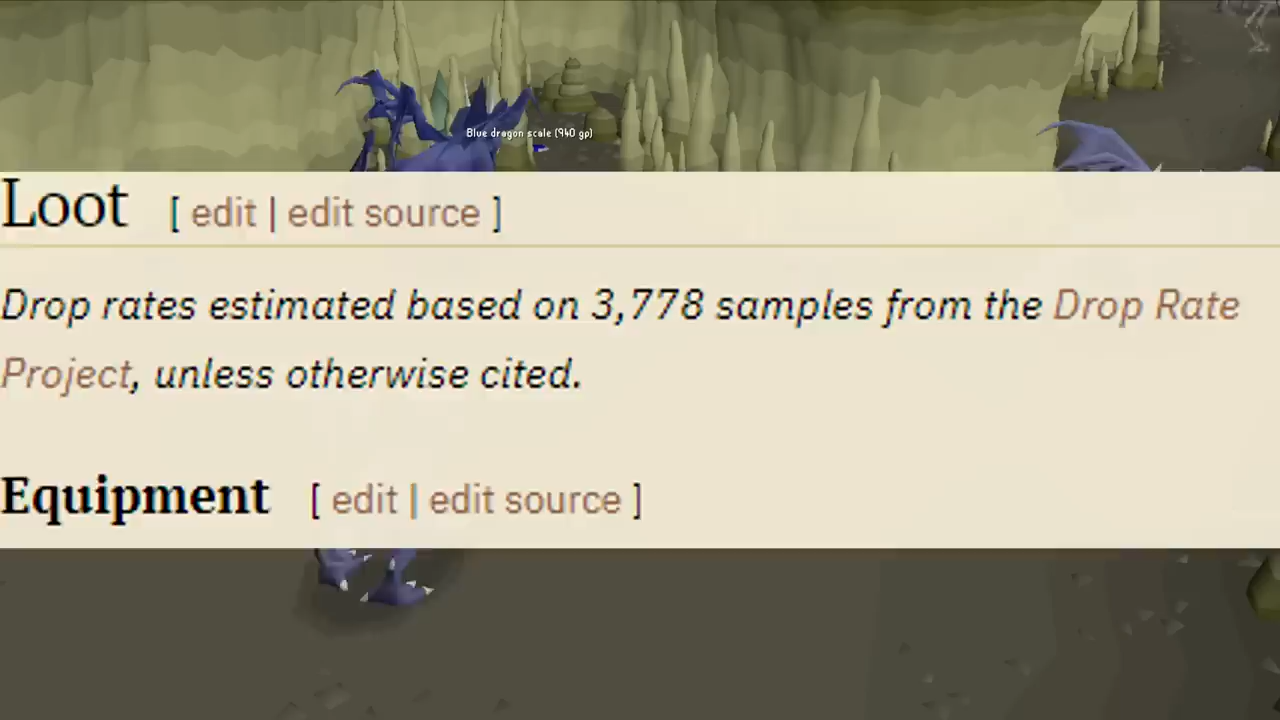 Blue dragon scale (940 gp)
Loot [ edit | edit source ]
Drop rates estimated based on 3,778 samples from the Drop Rate
Project, unless otherwise cited.
Equipment [ edit | edit source ]